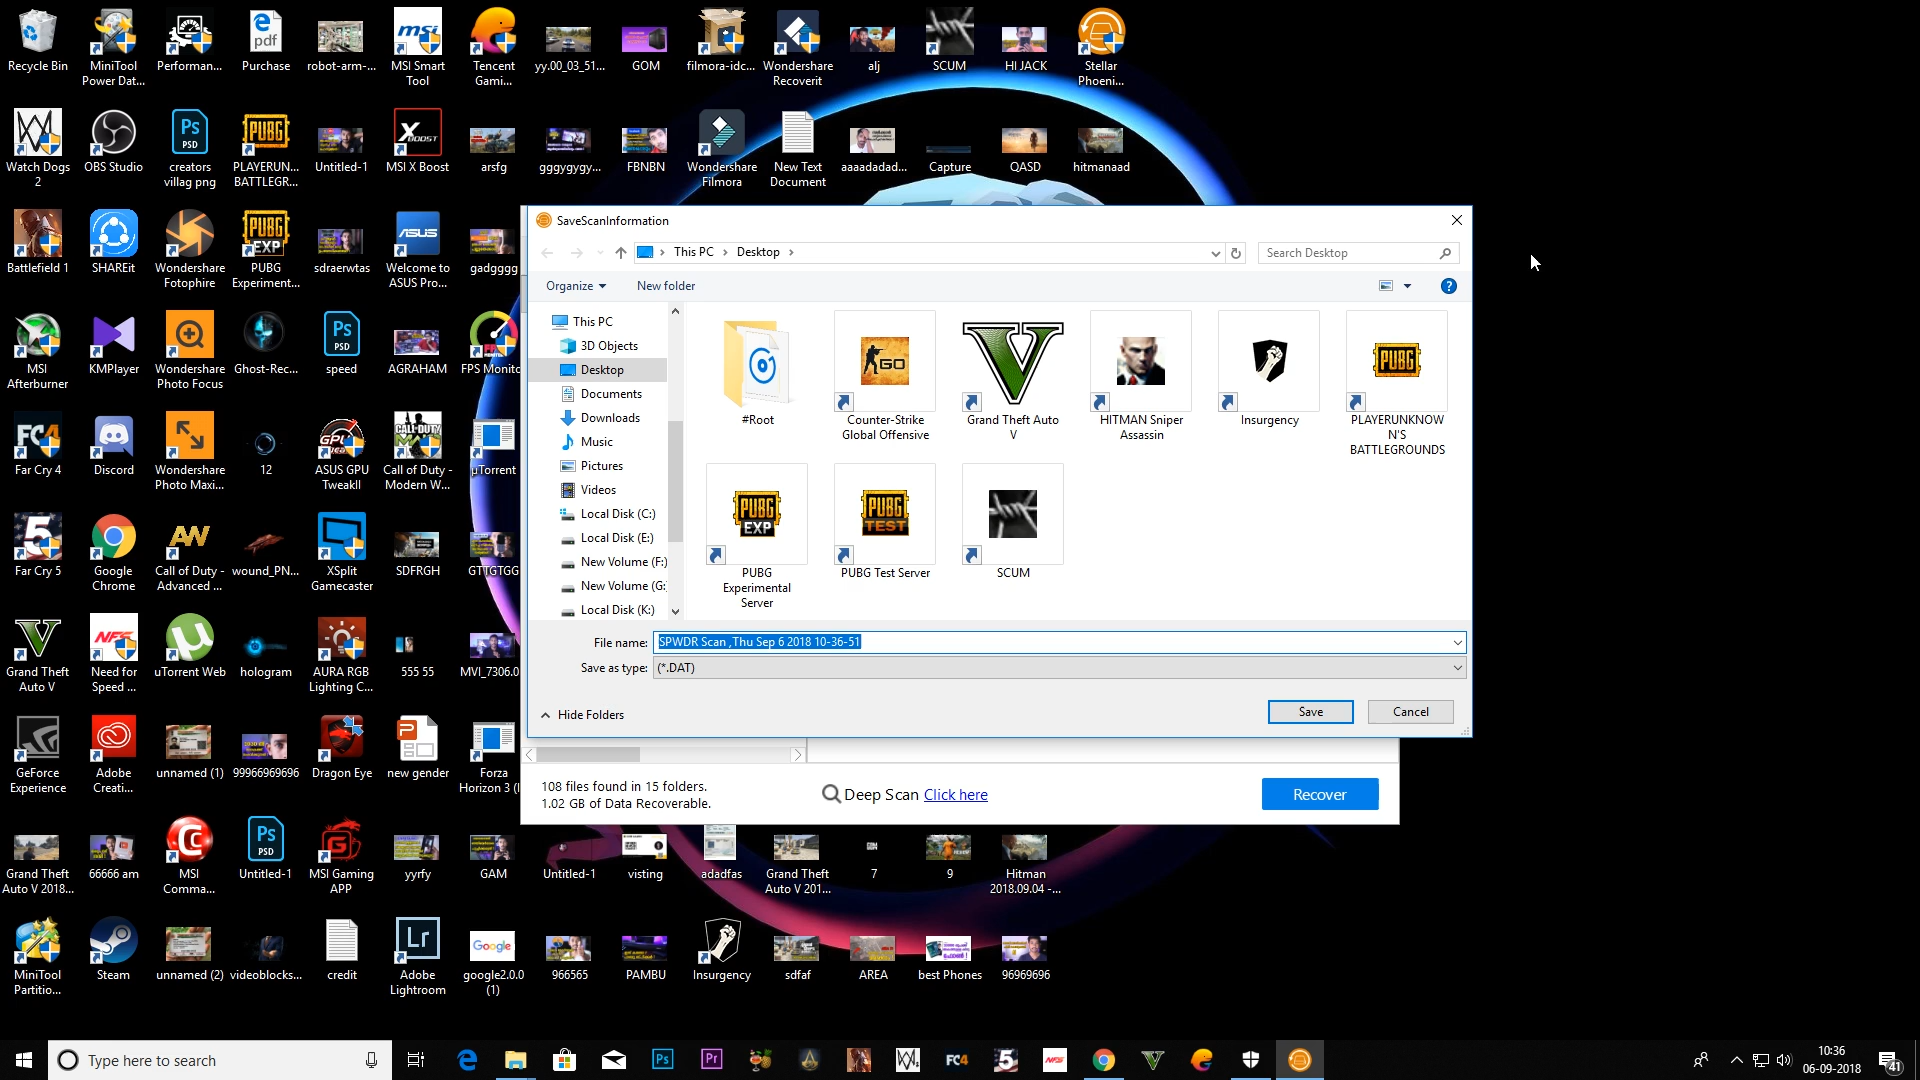 Recycle Bin
MiniTool
Power Dat...
Performan...
Purchase
robot-arm-...
MSI Smart
Tool
Tencent
Gami...
yy.00_03_51...
GOM
filmora-idc...
Wondershare
Recoverit
alj
SCUM
HI JACK
Stellar
Phoeni...
Watch Dogs
2
OBS Studio
creators
villag png
PLAYERUN...
BATTLEGR...
Untitled-1
MSI X Boost
arsfg
gggygygy...
FBNBN
Wondershare
Filmora
New Text
Document
aaaadadad...
Capture
QASD
hitmanaad
Battlefield 1
SHAREit
Wondershare
Fotophire
PUBG
Experiment...
sdraerwtas
Welcome to
ASUS Pro...
gadgggg
MSI
Afterburner
KMPlayer
Wondershare
Photo Focus
Ghost-Rec...
speed
AGRAHAM
FPS Monito
Far Cry 4
Discord
Wondershare
Photo Maxi...
12
ASUS GPU
TweakII
Call of Duty -
Modern W...
µTorrent
Far Cry 5
Google
Chrome
Call of Duty -
Advanced ...
wound_PN...
XSplit
Gamecaster
SDFRGH
GTTGTGG
Grand Theft
Auto V
Need for
Speed ...
uTorrent Web
hologram
AURA RGB
Lighting C...
555 55
MVI_7306.0
GeForce
Experience
Adobe
Creati...
unnamed (1)
99966969696
Dragon Eye
new gender
Forza
Horizon 3 (I
Grand Theft
Auto V 2018...
66666 am
MSI
Comma...
Untitled-1
MSI Gaming
APP
yyrfy
GAM
Untitled-1
visting
adadfas
Grand Theft
Auto V 201...
7
9
Hitman
2018.09.04 -...
MiniTool
Partitio...
Steam
unnamed (2)
videoblocks...
credit
Adobe
Lightroom
google2.0.0
(1)
966565
PAMBU
Insurgency
sdfaf
AREA
best Phones
96969696
SaveScanInformation
This PC > Desktop >
Search Desktop
Organize
New folder
This PC
3D Objects
Desktop
Documents
Downloads
Music
Pictures
Videos
Local Disk (C:)
Local Disk (E:)
New Volume (F:)
New Volume (G:
Local Disk (K:)
#Root
Counter-Strike
Global Offensive
Grand Theft Auto
V
HITMAN Sniper
Assassin
Insurgency
PLAYERUNKNOW
N'S
BATTLEGROUNDS
PUBG
Experimental
Server
PUBG Test Server
SCUM
File name: SPWDR Scan ,Thu Sep 6 2018 10-36-51
Save as type: (*.DAT)
Hide Folders
Save
Cancel
108 files found in 15 folders.
1.02 GB of Data Recoverable.
Deep Scan Click here
Recover
Type here to search
10:36
06-09-2018
41